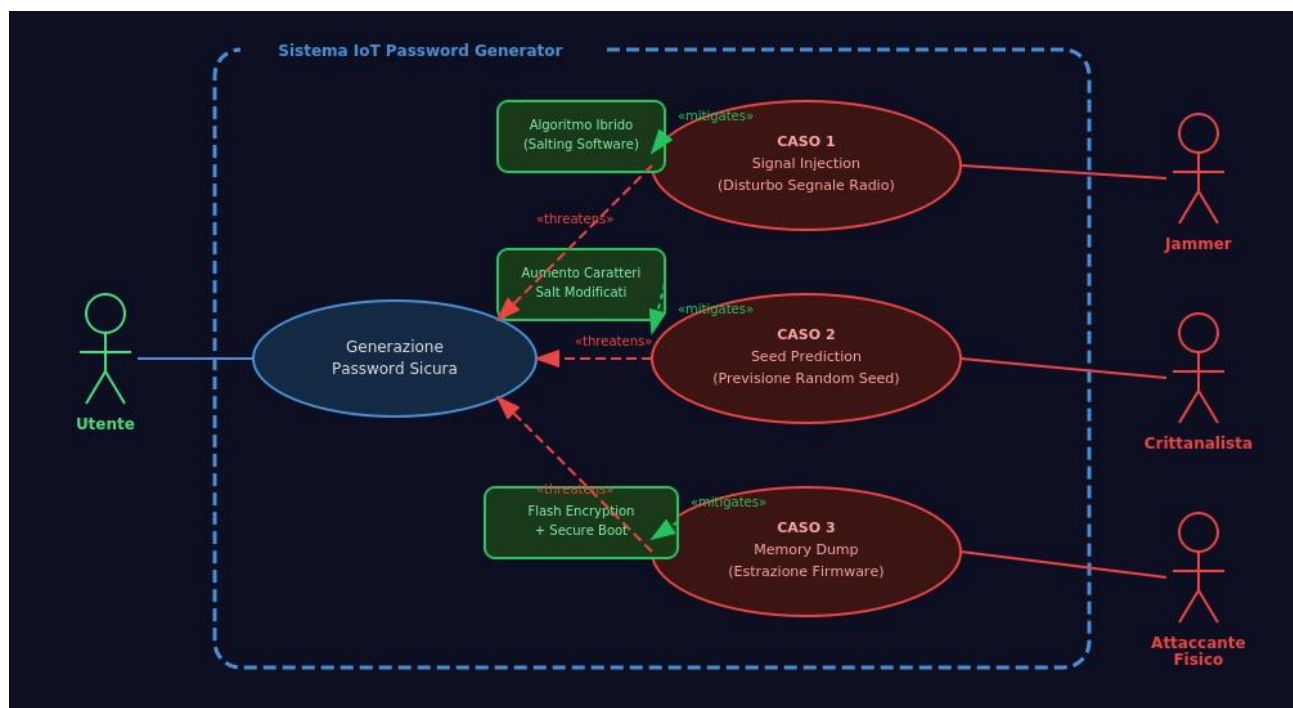 Sistema IoT Password Generator
Algoritmo Ibrido
(Salting Software)
«mitigates»
CASO 1
Signal Injection
(Disturbo Segnale Radio)
Jammer
«threatens»
Aumento Caratteri
Salt Modificati
«mitigates»
CASO 2
Seed Prediction
(Previsione Random Seed)
Crittanalista
«threatens»
Generazione
Password Sicura
Utente
«threatens»
Flash Encryption
+ Secure Boot
«mitigates»
CASO 3
Memory Dump
(Estrazione Firmware)
Attaccante
Fisico